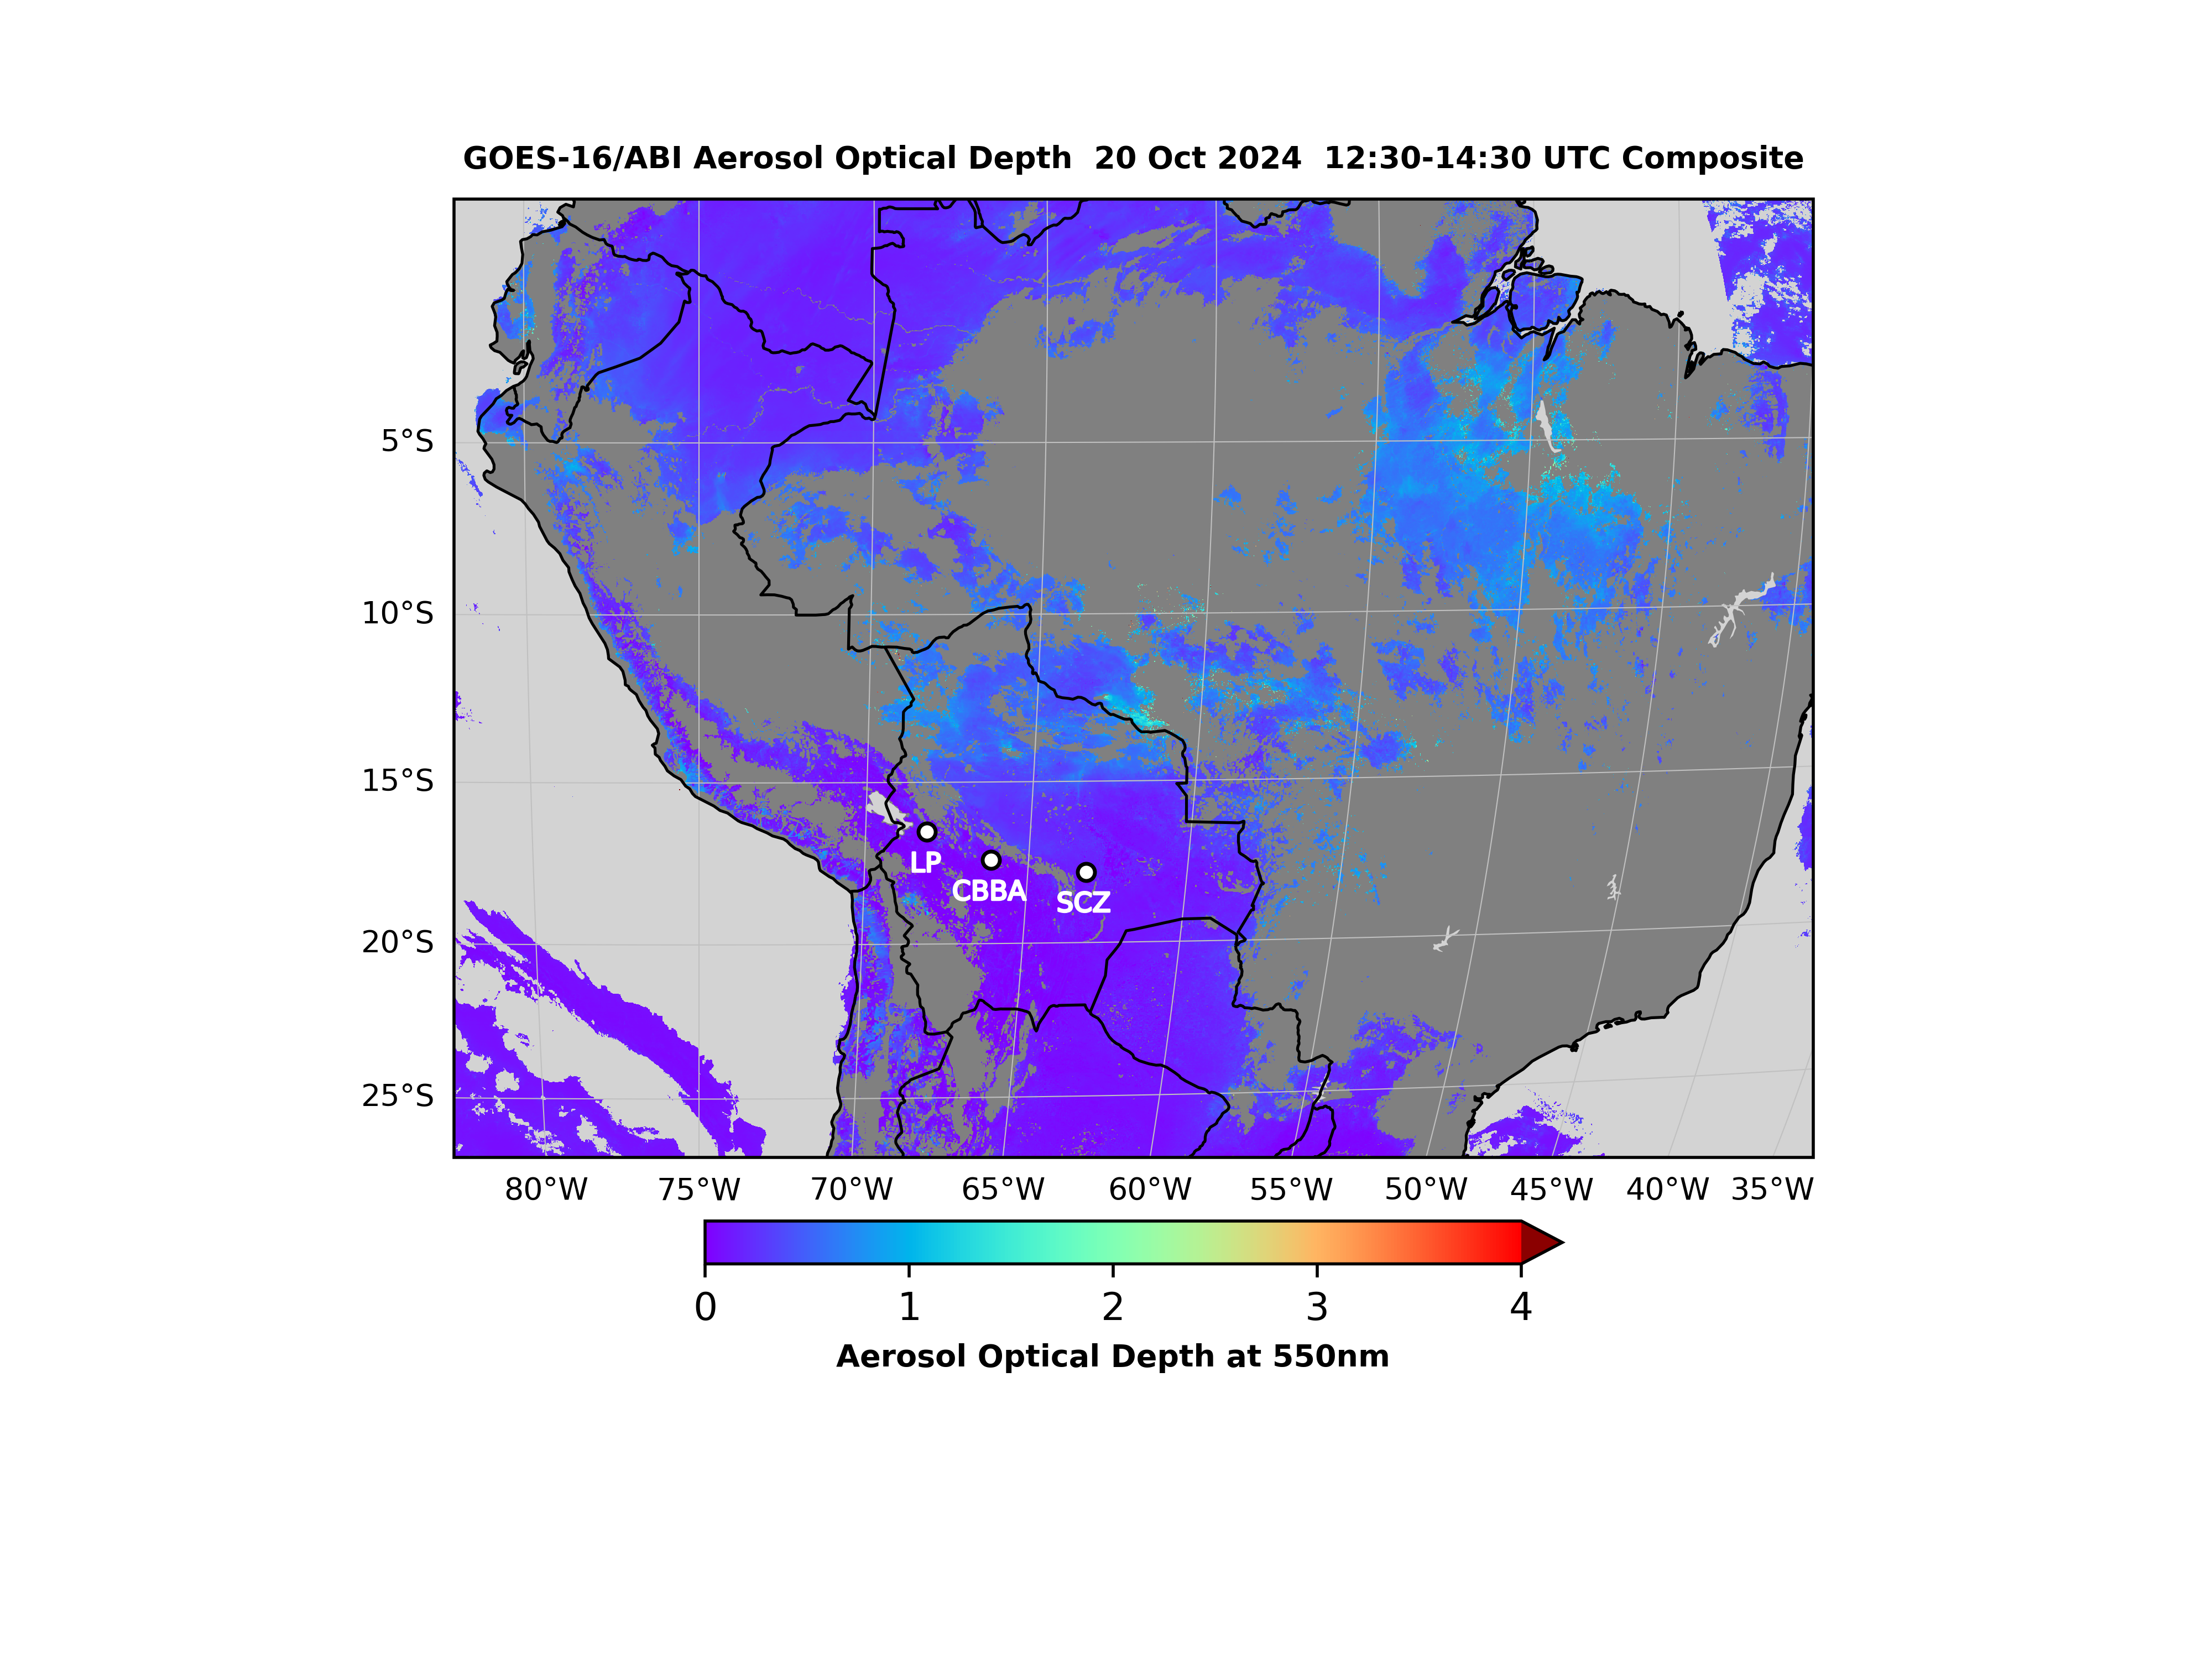 GOES-16/ABI Aerosol Optical Depth  20 Oct 2024  12:30-14:30 UTC Composite
5°S
10°S
15°S
LP
CBBA
SCZ
20°S
25°S
80°W 75°W 70°W 65°W 60°W 55°W 50°W 45°W 40°W 35°W
0 1 2 3 4
Aerosol Optical Depth at 550nm